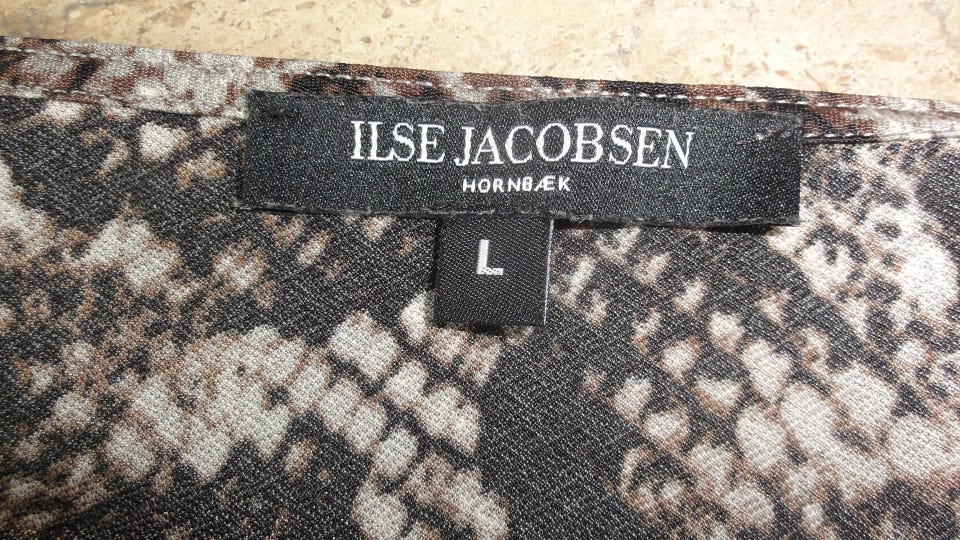 ILSE JACOBSEN
HORNBÆK
L